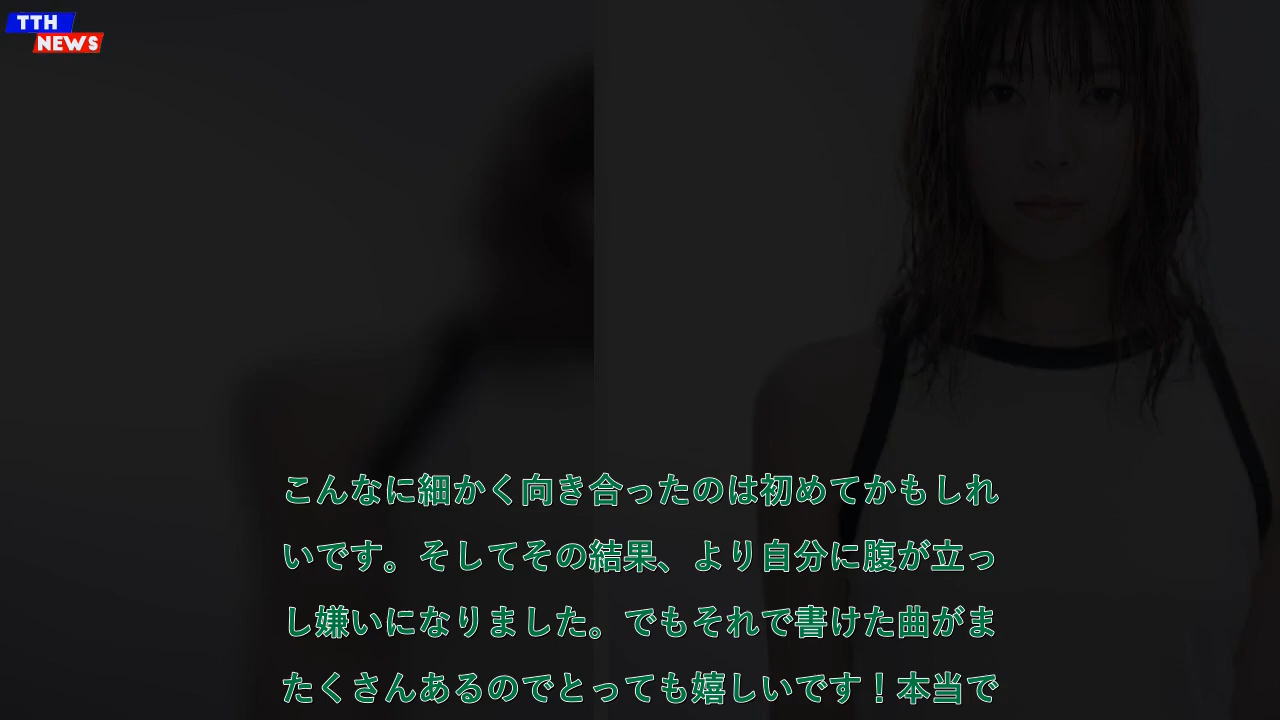 TTH
NEWS
こんなに細かく向き合ったのは初めてかもしれ
いです。そしてその結果、より自分に腹が立っ
し嫌いになりました。でもそれで書けた曲がま
たくさんあるのでとっても嬉しいです！本当で